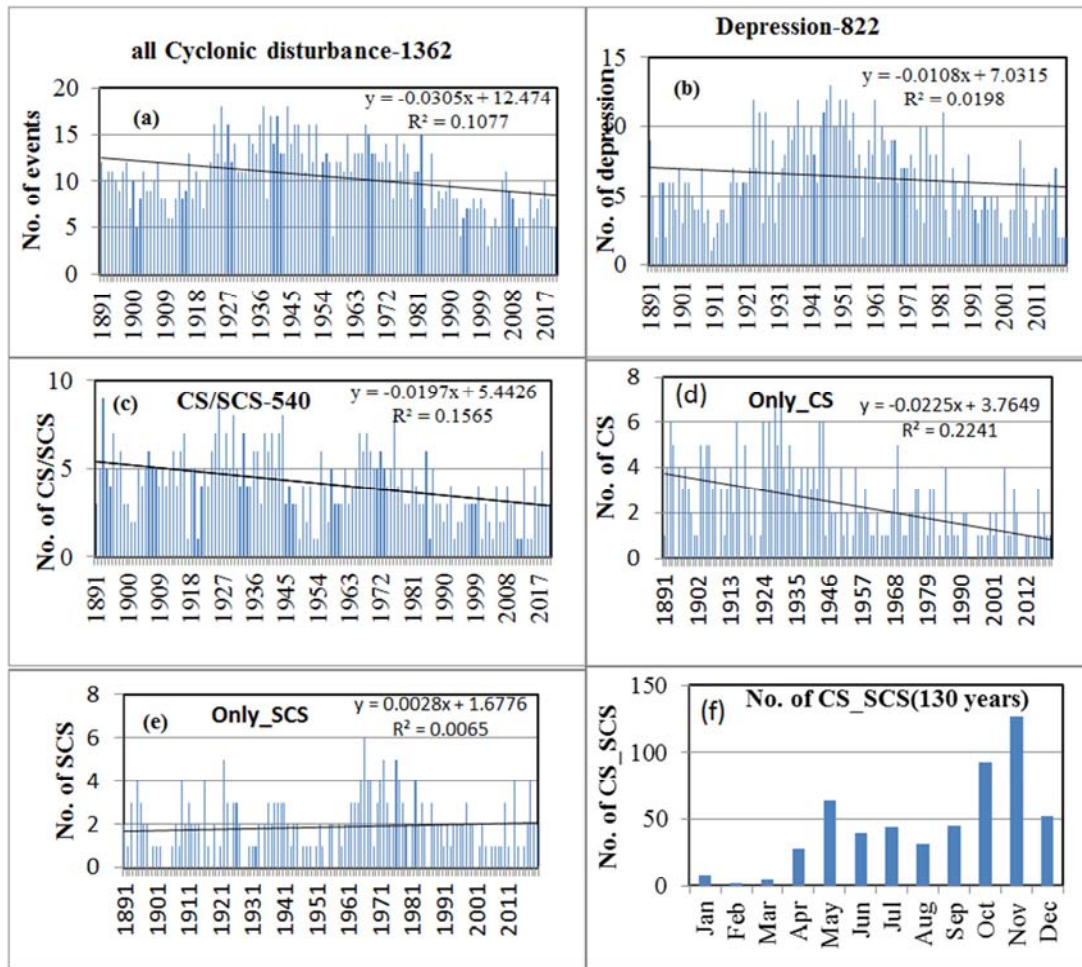 all Cyclonic disturbance-1362
(a)
y = -0.0305x + 12.474
R² = 0.1077
No. of events
20
15
10
5
0
1891 1900 1909 1918 1927 1936 1945 1954 1963 1972 1981 1990 1999 2008 2017
Depression-822
(b)
y = -0.0108x + 7.0315
R² = 0.0198
No. of depression
15
10
5
0
1891 1901 1911 1921 1931 1941 1951 1961 1971 1981 1991 2001 2011
(c) CS/SCS-540
y = -0.0197x + 5.4426
R² = 0.1565
No. of CS/SCS
10
5
0
1891 1900 1909 1918 1927 1936 1945 1954 1963 1972 1981 1990 1999 2008 2017
(d) Only_CS
y = -0.0225x + 3.7649
R² = 0.2241
No. of CS
8
6
4
2
0
1891 1902 1913 1924 1935 1946 1957 1968 1979 1990 2001 2012
(e) Only_SCS
y = 0.0028x + 1.6776
R² = 0.0065
No. of SCS
8
6
4
2
0
1891 1901 1911 1921 1931 1941 1951 1961 1971 1981 1991 2001 2011
(f) No. of CS_SCS(130 years)
No. of CS_SCS
150
100
50
0
Jan Feb Mar Apr May Jun Jul Aug Sep Oct Nov Dec